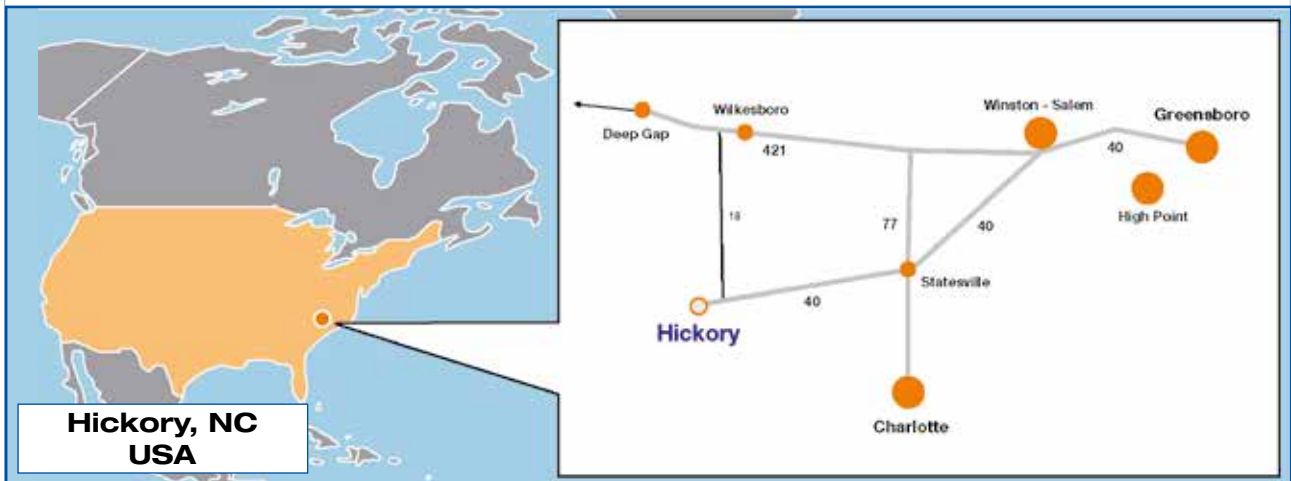 Wilkesboro
Deep Gap
421
Winston - Salem
Greensboro
40
High Point
18
77
40
Statesville
40
Hickory
Charlotte
Hickory, NC
USA